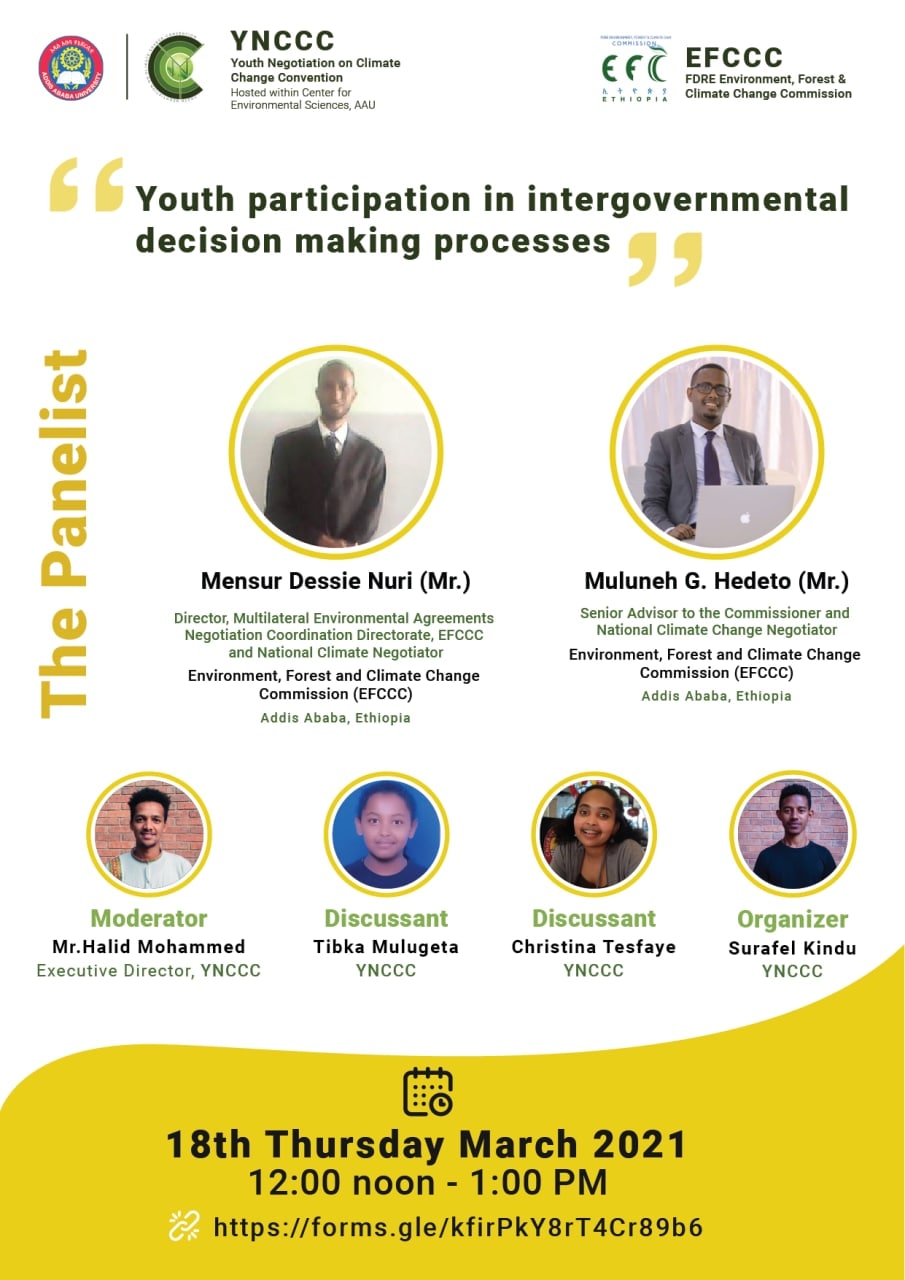 ADDIS ABABA UNIVERSITY
YNCCC
Youth Negotiation on Climate
Change Convention
Hosted within Center for
Environmental Sciences, AAU
COMMISSION
EFCCC
FDRE Environment, Forest &
Climate Change Commission
ኢ ት ዮ ጵ ያ
ETHIOPIA
“Youth participation in intergovernmental
decision making processes”
The Panelist
Mensur Dessie Nuri (Mr.)
Director, Multilateral Environmental Agreements
Negotiation Coordination Directorate, EFCCC
and National Climate Negotiator
Environment, Forest and Climate Change
Commission (EFCCC)
Addis Ababa, Ethiopia
Muluneh G. Hedeto (Mr.)
Senior Advisor to the Commissioner and
National Climate Change Negotiator
Environment, Forest and Climate Change
Commission (EFCCC)
Addis Ababa, Ethiopia
Moderator
Mr.Halid Mohammed
Executive Director, YNCCC
Discussant
Tibka Mulugeta
YNCCC
Discussant
Christina Tesfaye
YNCCC
Organizer
Surafel Kindu
YNCCC
18th Thursday March 2021
12:00 noon - 1:00 PM
https://forms.gle/kfirPkY8rT4Cr89b6